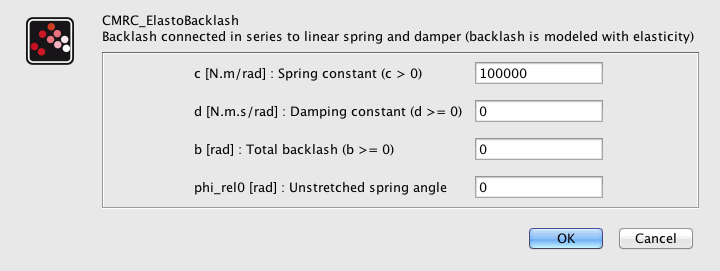 CMRC_ElastoBacklash
Backlash connected in series to linear spring and damper (backlash is modeled with elasticity)
c [N.m/rad] : Spring constant (c > 0) 100000
d [N.m.s/rad] : Damping constant (d >= 0) 0
b [rad] : Total backlash (b >= 0) 0
phi_rel0 [rad] : Unstretched spring angle 0
OK Cancel